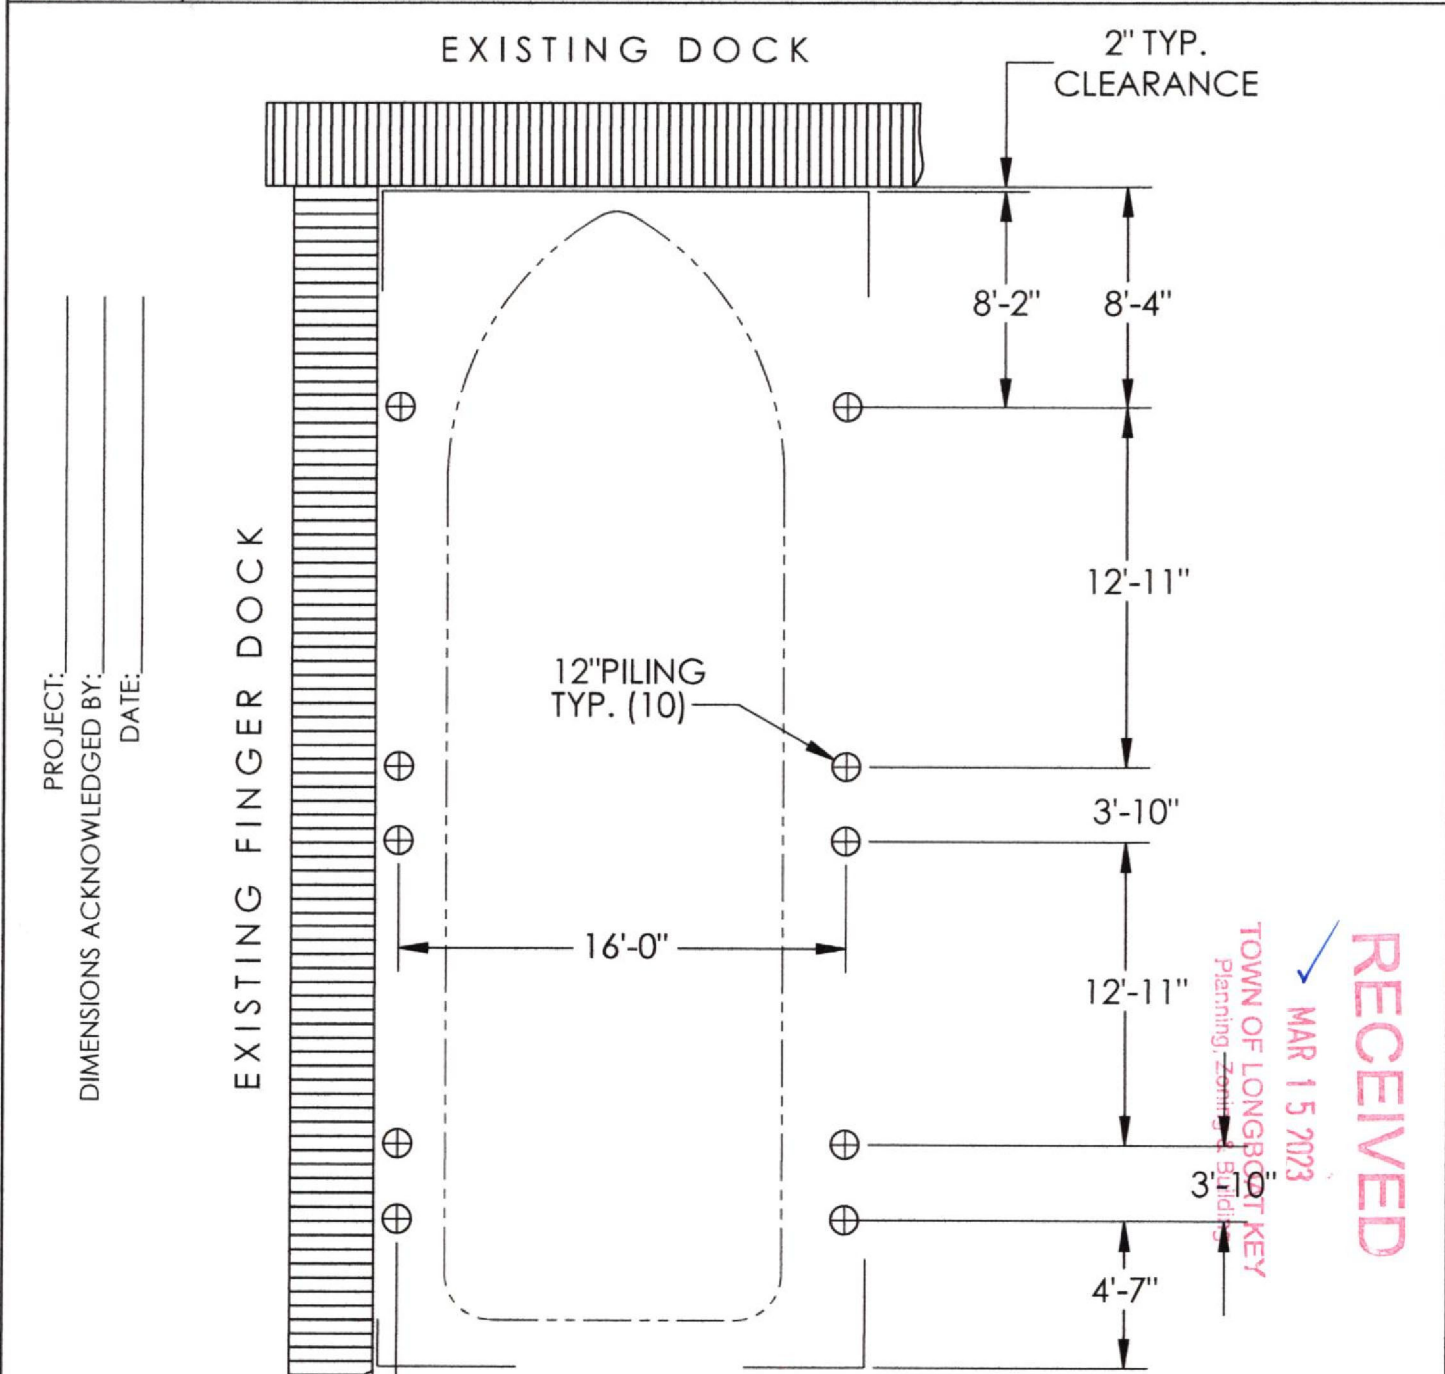 EXISTING DOCK
2" TYP.
CLEARANCE
8'-2"
8'-4"
12'-11"
12"PILING
TYP. (10)
3'-10"
16'-0"
12'-11"
3'-10"
4'-7"
EXISTING FINGER DOCK
PROJECT:
DIMENSIONS ACKNOWLEDGED BY:
DATE:
RECEIVED
MAR 15 2023
TOWN OF LONGBOAT KEY
Planning, Zoning & Building